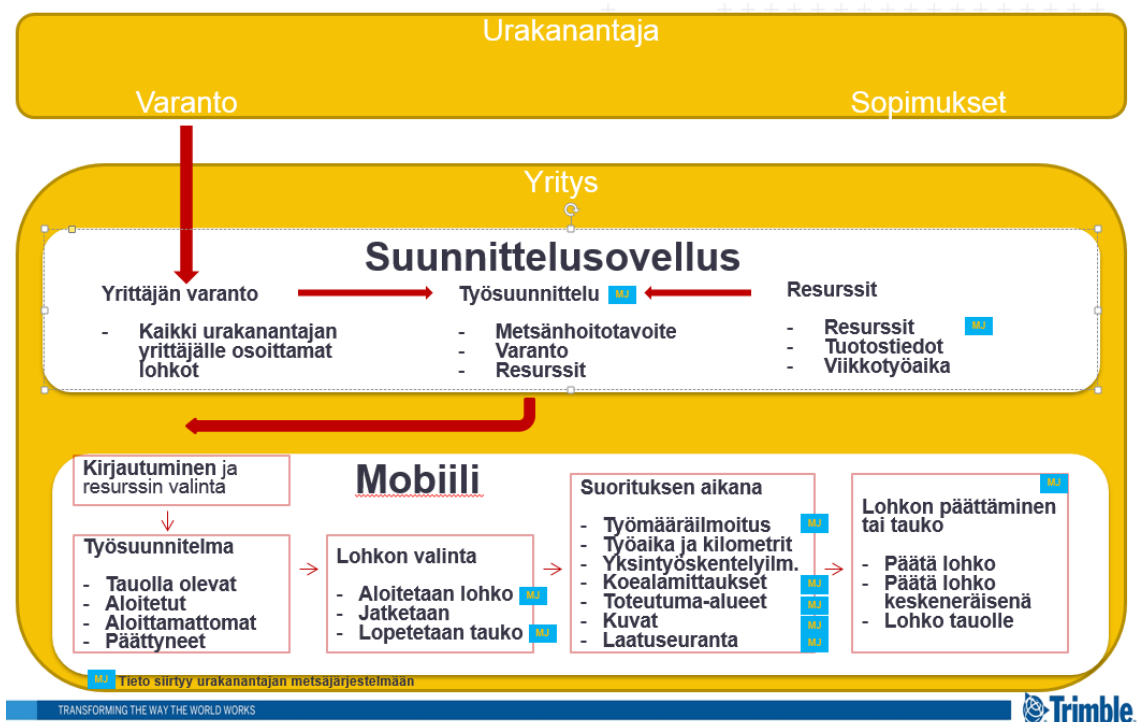 Urakanantaja
Varanto
Sopimukset
Yritys
Suunnittelusovellus
Yrittäjän varanto
- Kaikki urakanantajan
yrittäjälle osoittamat
lohkot
Työsuunnittelu MJ
- Metsänhoitotavoite
- Varanto
- Resurssit
Resurssit
- Resurssit MJ
- Tuotostiedot
- Viikkotyöaika
Mobiili
Kirjautuminen ja
resurssin valinta
Työsuunnitelma
- Tauolla olevat
- Aloitetut
- Aloittamattomat
- Päättyneet
Lohkon valinta
- Aloitetaan lohko MJ
- Jatketaan
- Lopetetaan tauko MJ
Suorituksen aikana
- Työmääräilmoitus MJ
- Työaika ja kilometrit
- Yksintyöskentelyilm.
- Koealamittaukset MJ
- Toteutuma-alueet MJ
- Kuvat MJ
- Laatuseuranta MJ
MJ
Lohkon päättäminen
tai tauko
- Päätä lohko
- Päätä lohko
keskeneräisenä
- Lohko tauolle
MJ Tieto siirtyy urakanantajan metsäjärjestelmään
TRANSFORMING THE WAY THE WORLD WORKS
Trimble